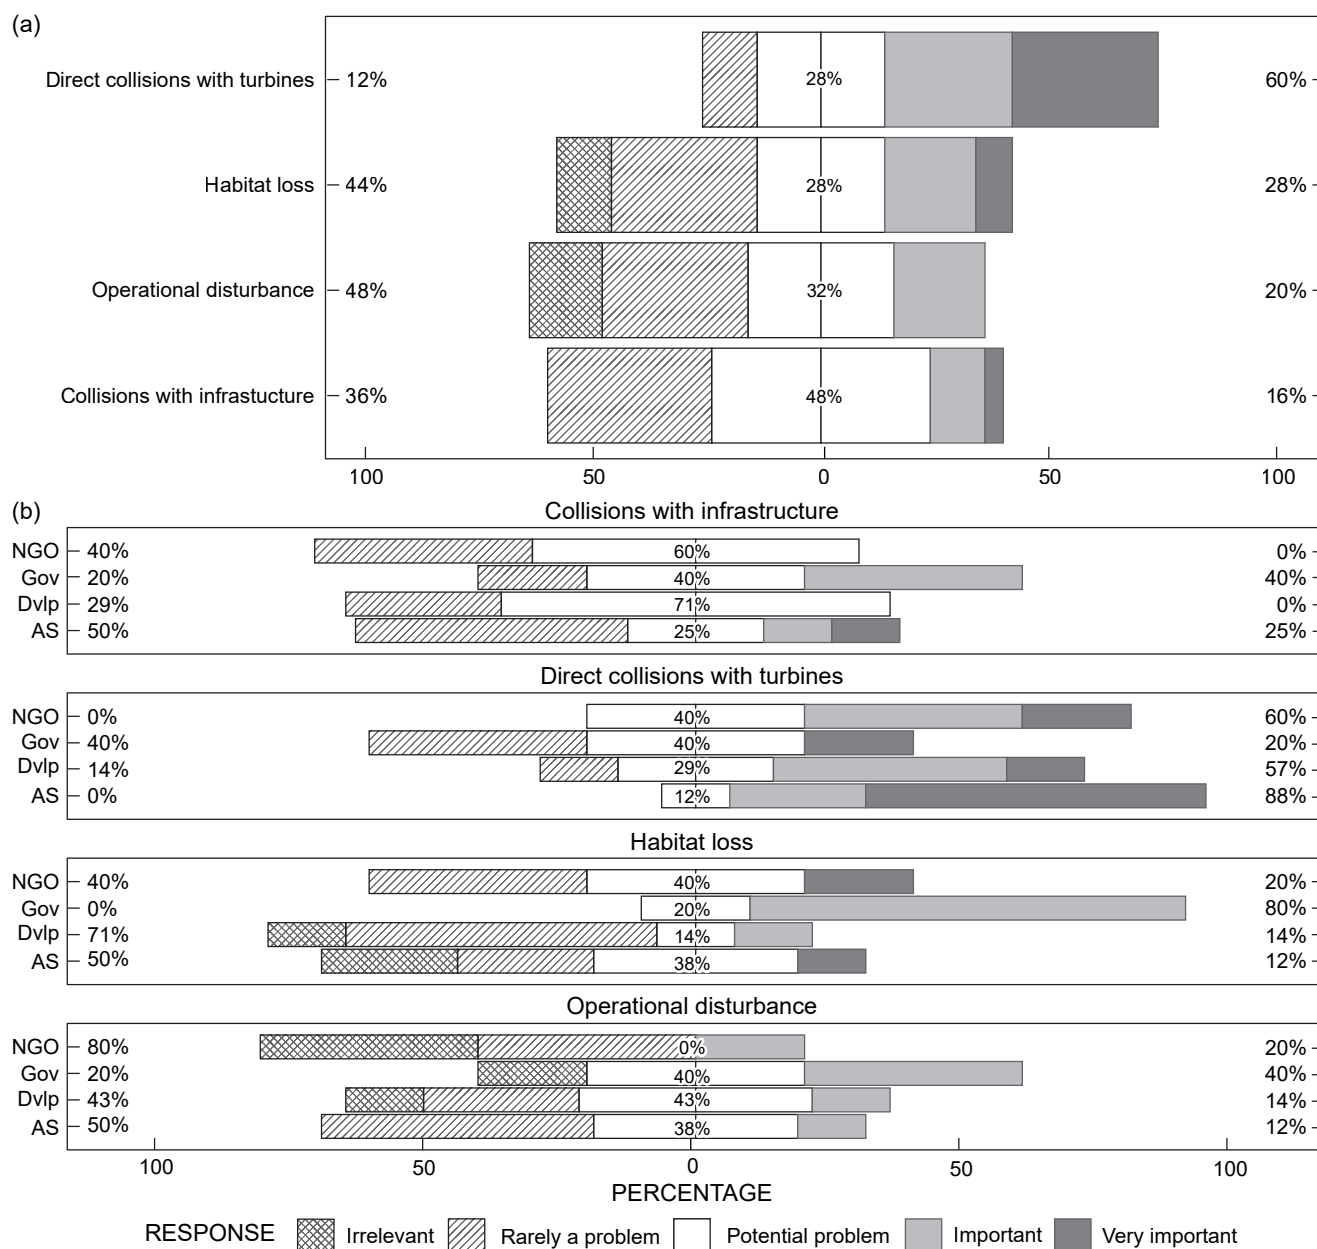 (a)
Direct collisions with turbines 12% 28% 60%
Habitat loss 44% 28% 28%
Operational disturbance 48% 32% 20%
Collisions with infrastucture 36% 48% 16%
100 50 0 50 100
(b)
Collisions with infrastructure
NGO 40% 60% 0%
Gov 20% 40% 40%
Dvlp 29% 71% 0%
AS 50% 25% 25%
Direct collisions with turbines
NGO 0% 40% 60%
Gov 40% 40% 20%
Dvlp 14% 29% 57%
AS 0% 12% 88%
Habitat loss
NGO 40% 40% 20%
Gov 0% 20% 80%
Dvlp 71% 14% 14%
AS 50% 38% 12%
Operational disturbance
NGO 80% 0% 20%
Gov 20% 40% 40%
Dvlp 43% 43% 14%
AS 50% 38% 12%
100 50 0 50 100
PERCENTAGE
RESPONSE Irrelevant Rarely a problem Potential problem Important Very important